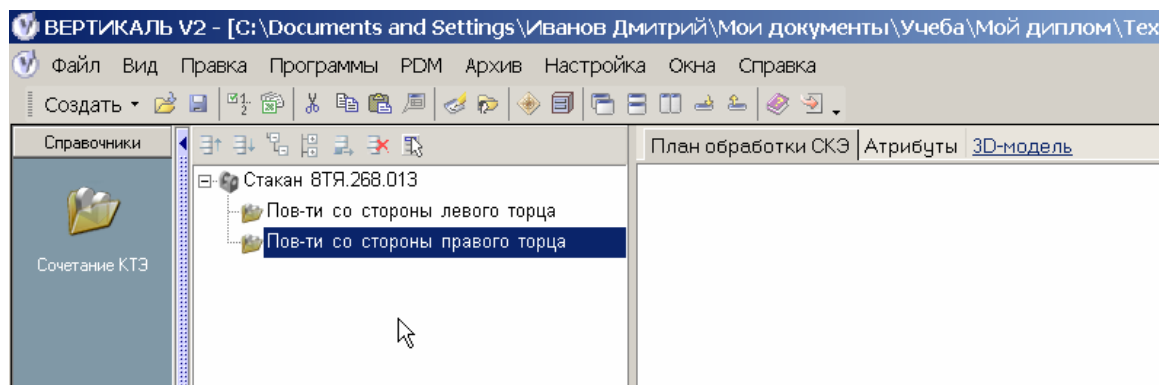 ВЕРТИКАЛЬ V2 - [C:\Documents and Settings\Иванов Дмитрий\Мои документы\Учеба\Мой диплом\Тех
Файл Вид Правка Программы PDM Архив Настройка Окна Справка
Создать
Справочники
План обработки СКЭ Атрибуты 3D-модель
Стакан 8ТЯ.268.013
Пов-ти со стороны левого торца
Пов-ти со стороны правого торца
Сочетание КТЭ